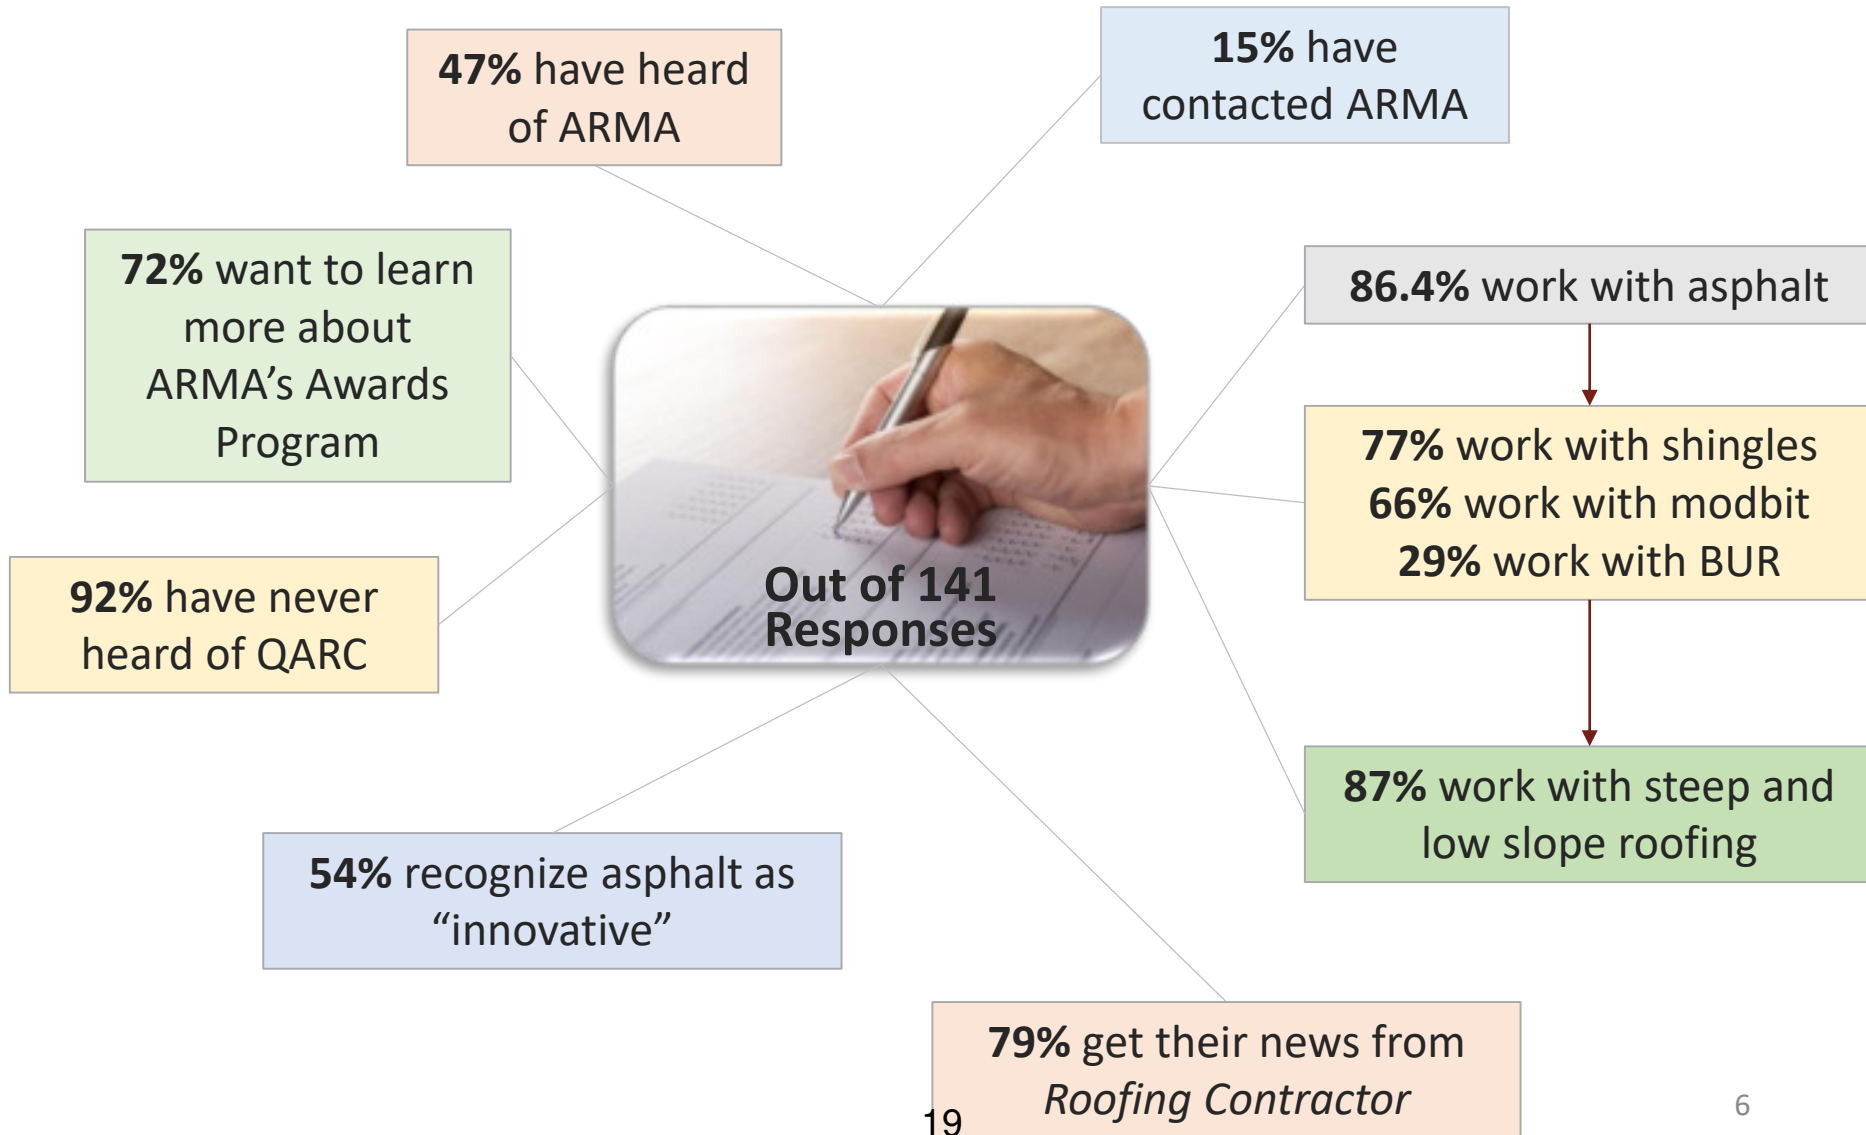 47% have heard
of ARMA
15% have
contacted ARMA
72% want to learn
more about
ARMA’s Awards
Program
86.4% work with asphalt
77% work with shingles
66% work with modbit
29% work with BUR
92% have never
heard of QARC
Out of 141
Responses
87% work with steep and
low slope roofing
54% recognize asphalt as
“innovative”
79% get their news from
Roofing Contractor
19
6